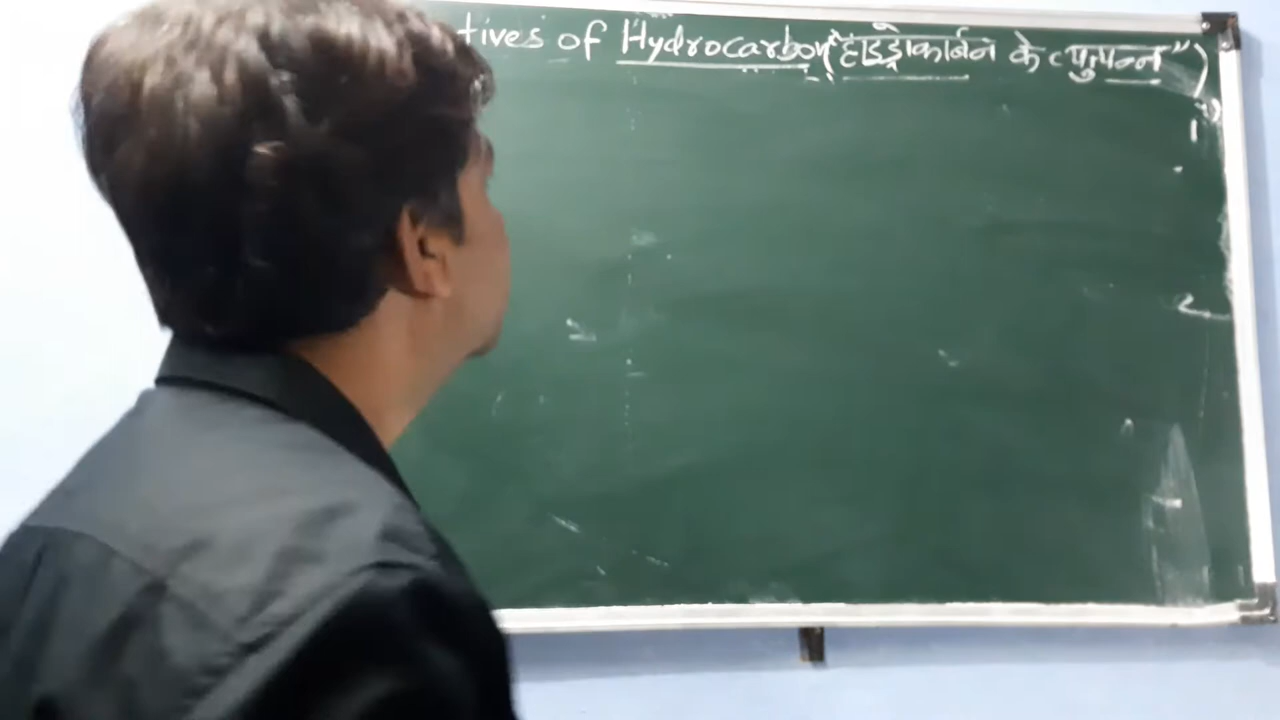 tives of Hydrocarbon ("हाइड्रोकार्बन के व्युत्पन्न")